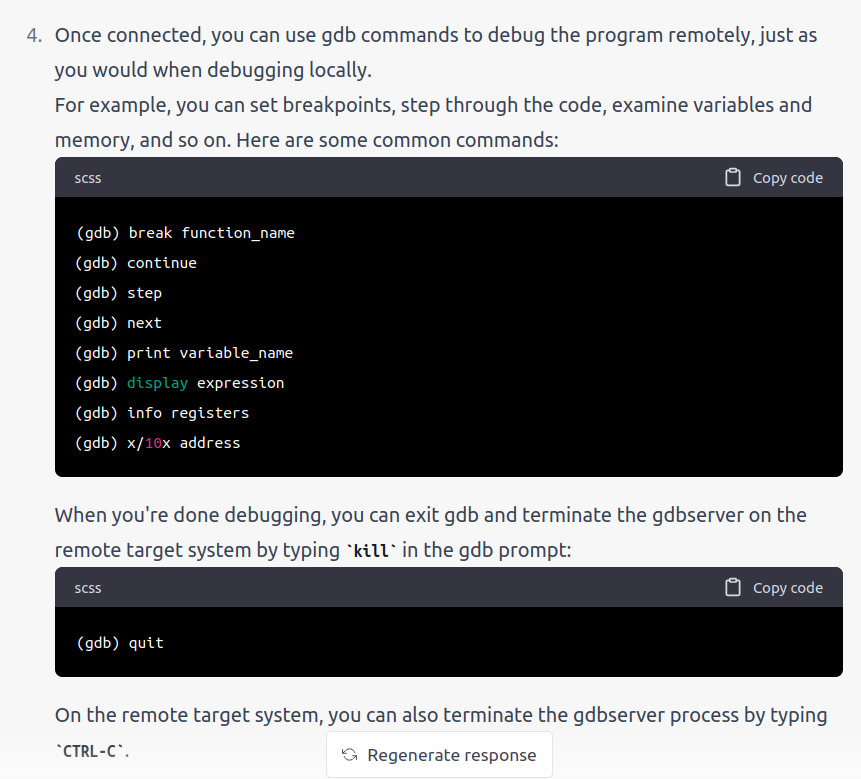 4. Once connected, you can use gdb commands to debug the program remotely, just as
you would when debugging locally.
For example, you can set breakpoints, step through the code, examine variables and
memory, and so on. Here are some common commands:
scss Copy code
(gdb) break function_name
(gdb) continue
(gdb) step
(gdb) next
(gdb) print variable_name
(gdb) display expression
(gdb) info registers
(gdb) x/10x address
When you're done debugging, you can exit gdb and terminate the gdbserver on the
remote target system by typing `kill` in the gdb prompt:
scss Copy code
(gdb) quit
On the remote target system, you can also terminate the gdbserver process by typing
`CTRL-C`.
Regenerate response